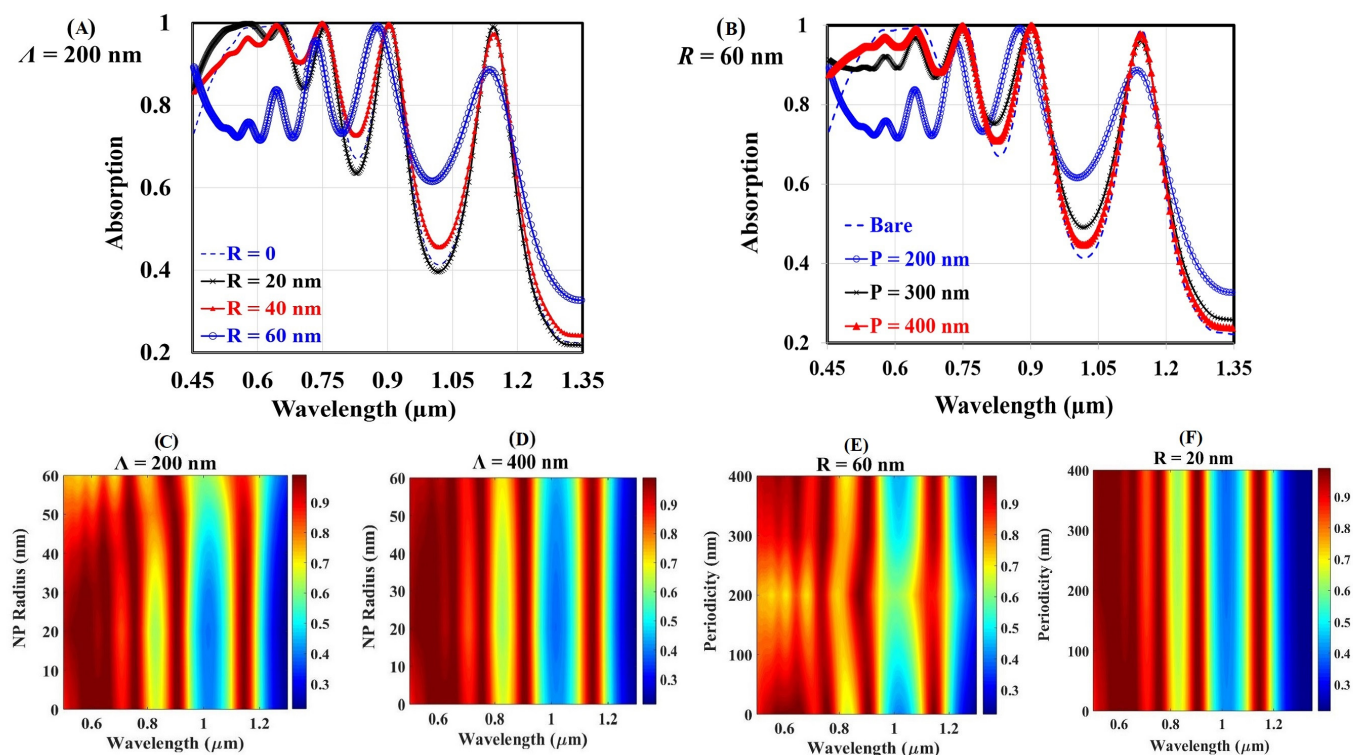 (A)
Λ = 200 nm
Absorption
1
0.8
0.6
0.4
0.2
R = 0
R = 20 nm
R = 40 nm
R = 60 nm
0.45
0.6
0.75
0.9
1.05
1.2
1.35
Wavelength (µm)
(B)
R = 60 nm
Absorption
1
0.8
0.6
0.4
0.2
Bare
P = 200 nm
P = 300 nm
P = 400 nm
0.45
0.6
0.75
0.9
1.05
1.2
1.35
Wavelength (µm)
(C)
Λ = 200 nm
NP Radius (nm)
60
50
40
30
20
10
0
0.6
0.8
1
1.2
Wavelength (μm)
0.9
0.8
0.7
0.6
0.5
0.4
0.3
(D)
Λ = 400 nm
NP Radius (nm)
60
50
40
30
20
10
0
0.6
0.8
1
1.2
Wavelength (μm)
0.9
0.8
0.7
0.6
0.5
0.4
0.3
(E)
R = 60 nm
Periodicity (nm)
400
300
200
100
0
0.6
0.8
1
1.2
Wavelength (μm)
0.9
0.8
0.7
0.6
0.5
0.4
0.3
(F)
R = 20 nm
Periodicity (nm)
400
300
200
100
0
0.6
0.8
1
1.2
Wavelength (μm)
0.9
0.8
0.7
0.6
0.5
0.4
0.3